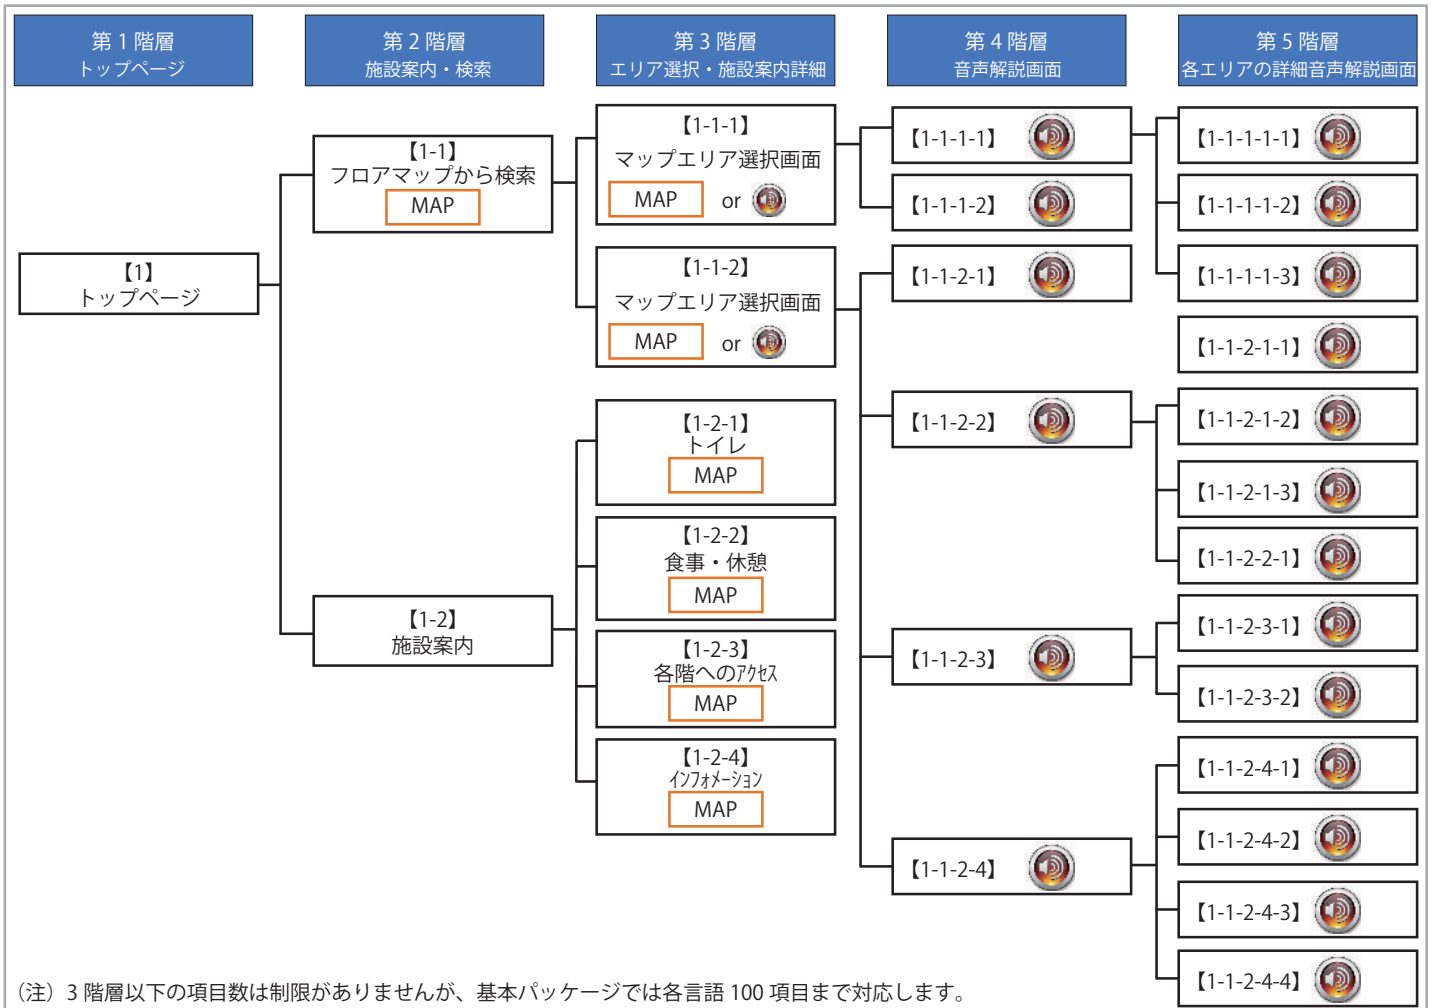 第 1 階層
トップページ
第 2 階層
施設案内・検索
第 3 階層
エリア選択・施設案内詳細
第 4 階層
音声解説画面
第 5 階層
各エリアの詳細音声解説画面
【1】
トップページ
【1-1】
フロアマップから検索
MAP
【1-2】
施設案内
【1-1-1】
マップエリア選択画面
MAP or
【1-1-2】
マップエリア選択画面
MAP or
【1-2-1】
トイレ
MAP
【1-2-2】
食事・休憩
MAP
【1-2-3】
各階へのｱｸｾｽ
MAP
【1-2-4】
ｲﾝﾌｫﾒｰｼｮﾝ
MAP
【1-1-1-1】
【1-1-1-2】
【1-1-2-1】
【1-1-2-2】
【1-1-2-3】
【1-1-2-4】
【1-1-1-1-1】
【1-1-1-1-2】
【1-1-1-1-3】
【1-1-2-1-1】
【1-1-2-1-2】
【1-1-2-1-3】
【1-1-2-2-1】
【1-1-2-3-1】
【1-1-2-3-2】
【1-1-2-4-1】
【1-1-2-4-2】
【1-1-2-4-3】
【1-1-2-4-4】
（注）3 階層以下の項目数は制限がありませんが、基本パッケージでは各言語 100 項目まで対応します。